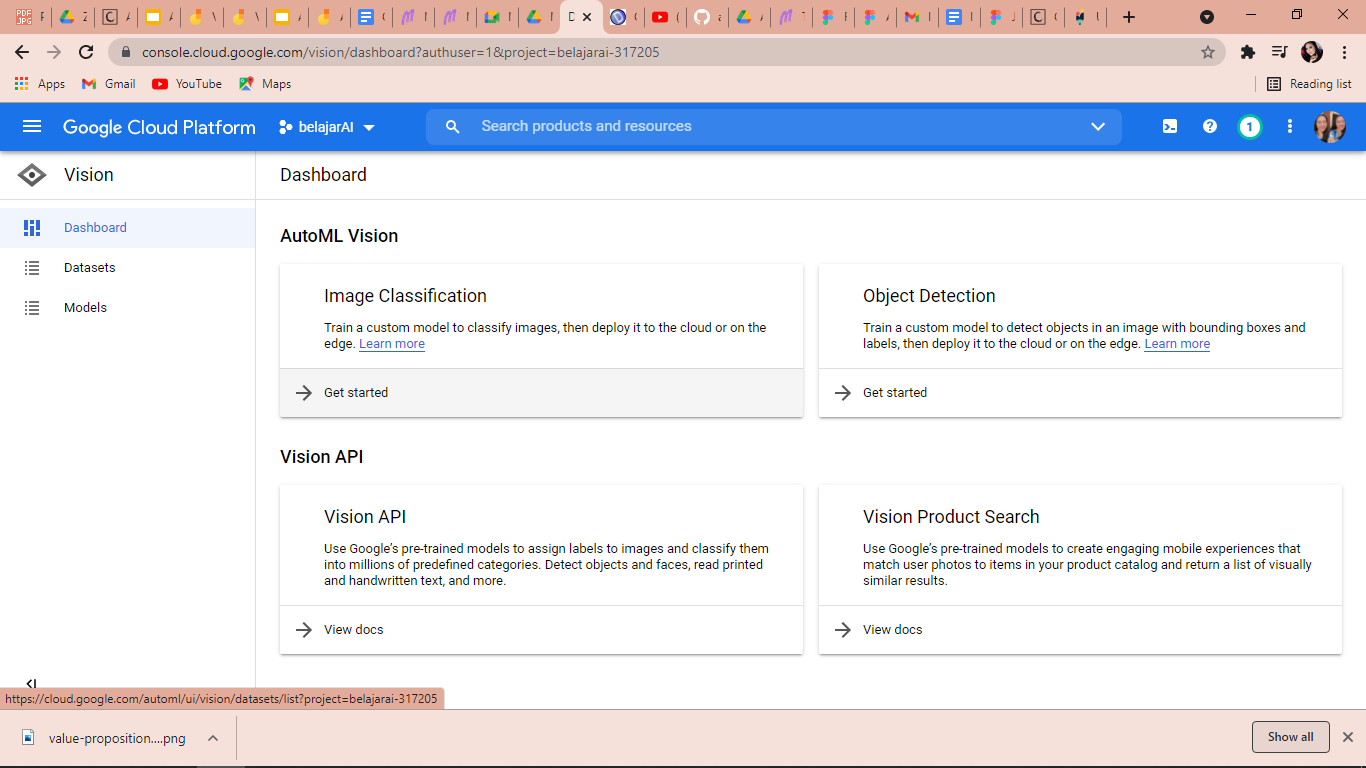 console.cloud.google.com/vision/dashboard?authuser=1&project=belajarai-317205
Apps
Gmail
YouTube
Maps
Reading list
Google Cloud Platform
belajarAI
Search products and resources
1
Vision
Dashboard
Dashboard
Datasets
Models
AutoML Vision
Image Classification
Train a custom model to classify images, then deploy it to the cloud or on the
edge. Learn more
Get started
Object Detection
Train a custom model to detect objects in an image with bounding boxes and
labels, then deploy it to the cloud or on the edge. Learn more
Get started
Vision API
Vision API
Use Google’s pre-trained models to assign labels to images and classify them
into millions of predefined categories. Detect objects and faces, read printed
and handwritten text, and more.
View docs
Vision Product Search
Use Google’s pre-trained models to create engaging mobile experiences that
match user photos to items in your product catalog and return a list of visually
similar results.
View docs
https://cloud.google.com/automl/ui/vision/datasets/list?project=belajarai-317205
value-proposition....png
Show all